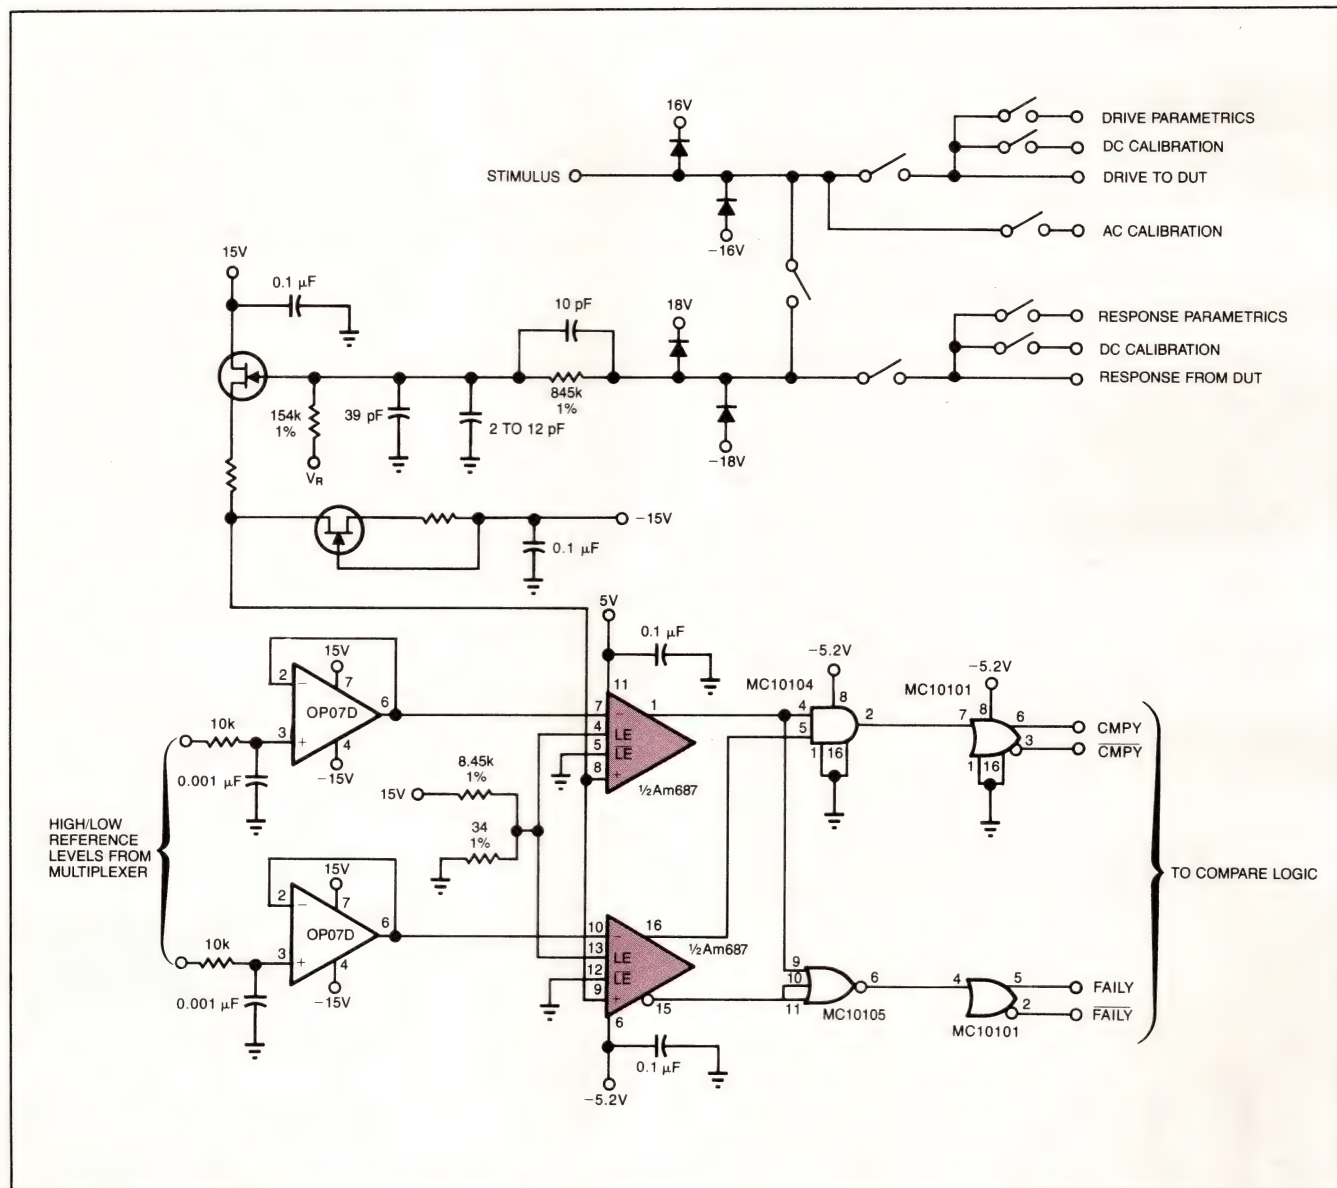 16V
STIMULUS
-16V
DRIVE PARAMETRICS
DC CALIBRATION
DRIVE TO DUT
AC CALIBRATION
15V
0.1 µF
10 pF
18V
845k
1%
-18V
RESPONSE PARAMETRICS
DC CALIBRATION
RESPONSE FROM DUT
154k
1%
VR
39 pF
2 TO 12 pF
-15V
0.1 µF
5V
0.1 µF
11
7
4
5
8
−
LE
L̅E̅
+
1
½Am687
15V
2
7
−
OP07D
6
3
+
4
-15V
10k
0.001 µF
HIGH/LOW
REFERENCE
LEVELS FROM
MULTIPLEXER
8.45k
1%
15V
34
1%
15V
2
7
−
OP07D
6
3
+
4
-15V
10k
0.001 µF
10
13
12
9
−
LE
L̅E̅
+
16
½Am687
15
6
0.1 µF
-5.2V
-5.2V
MC10104
8
4
5
2
1
16
-5.2V
MC10101
8
7
6
3
1
16
CMPY
C̅M̅P̅Y̅
9
10
11
6
MC10105
4
5
2
MC10101
FAILY
F̅A̅I̅L̅Y̅
TO COMPARE LOGIC